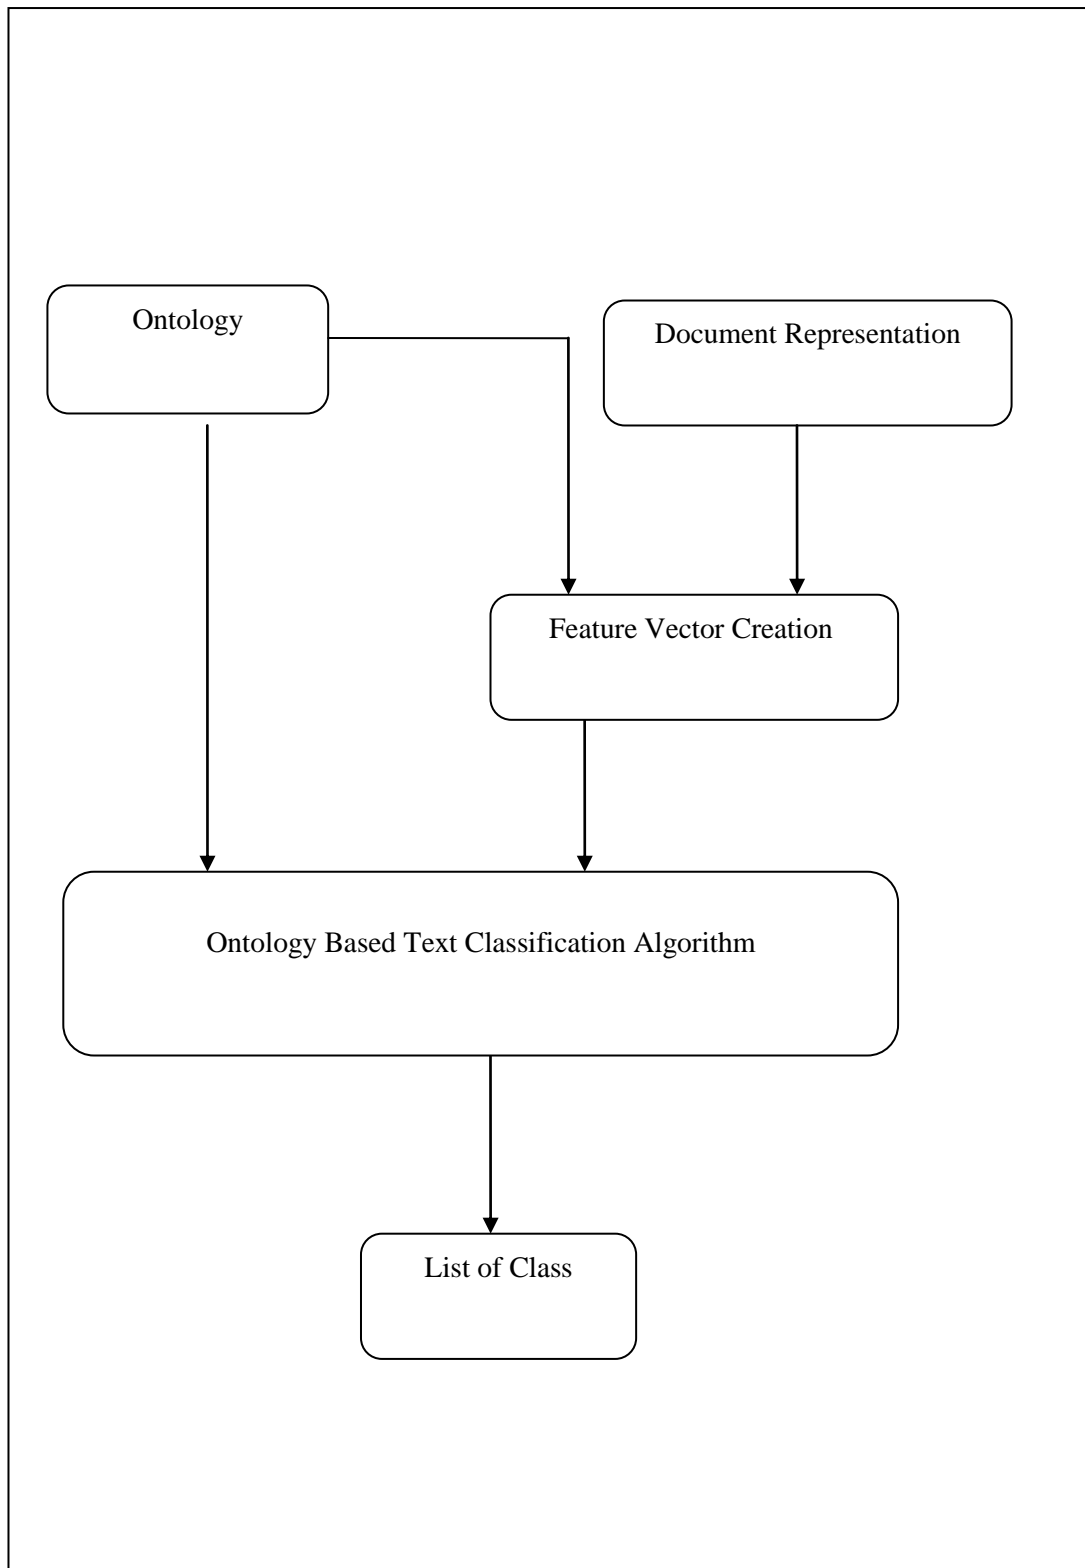 Ontology
Document Representation
Feature Vector Creation
Ontology Based Text Classification Algorithm
List of Class